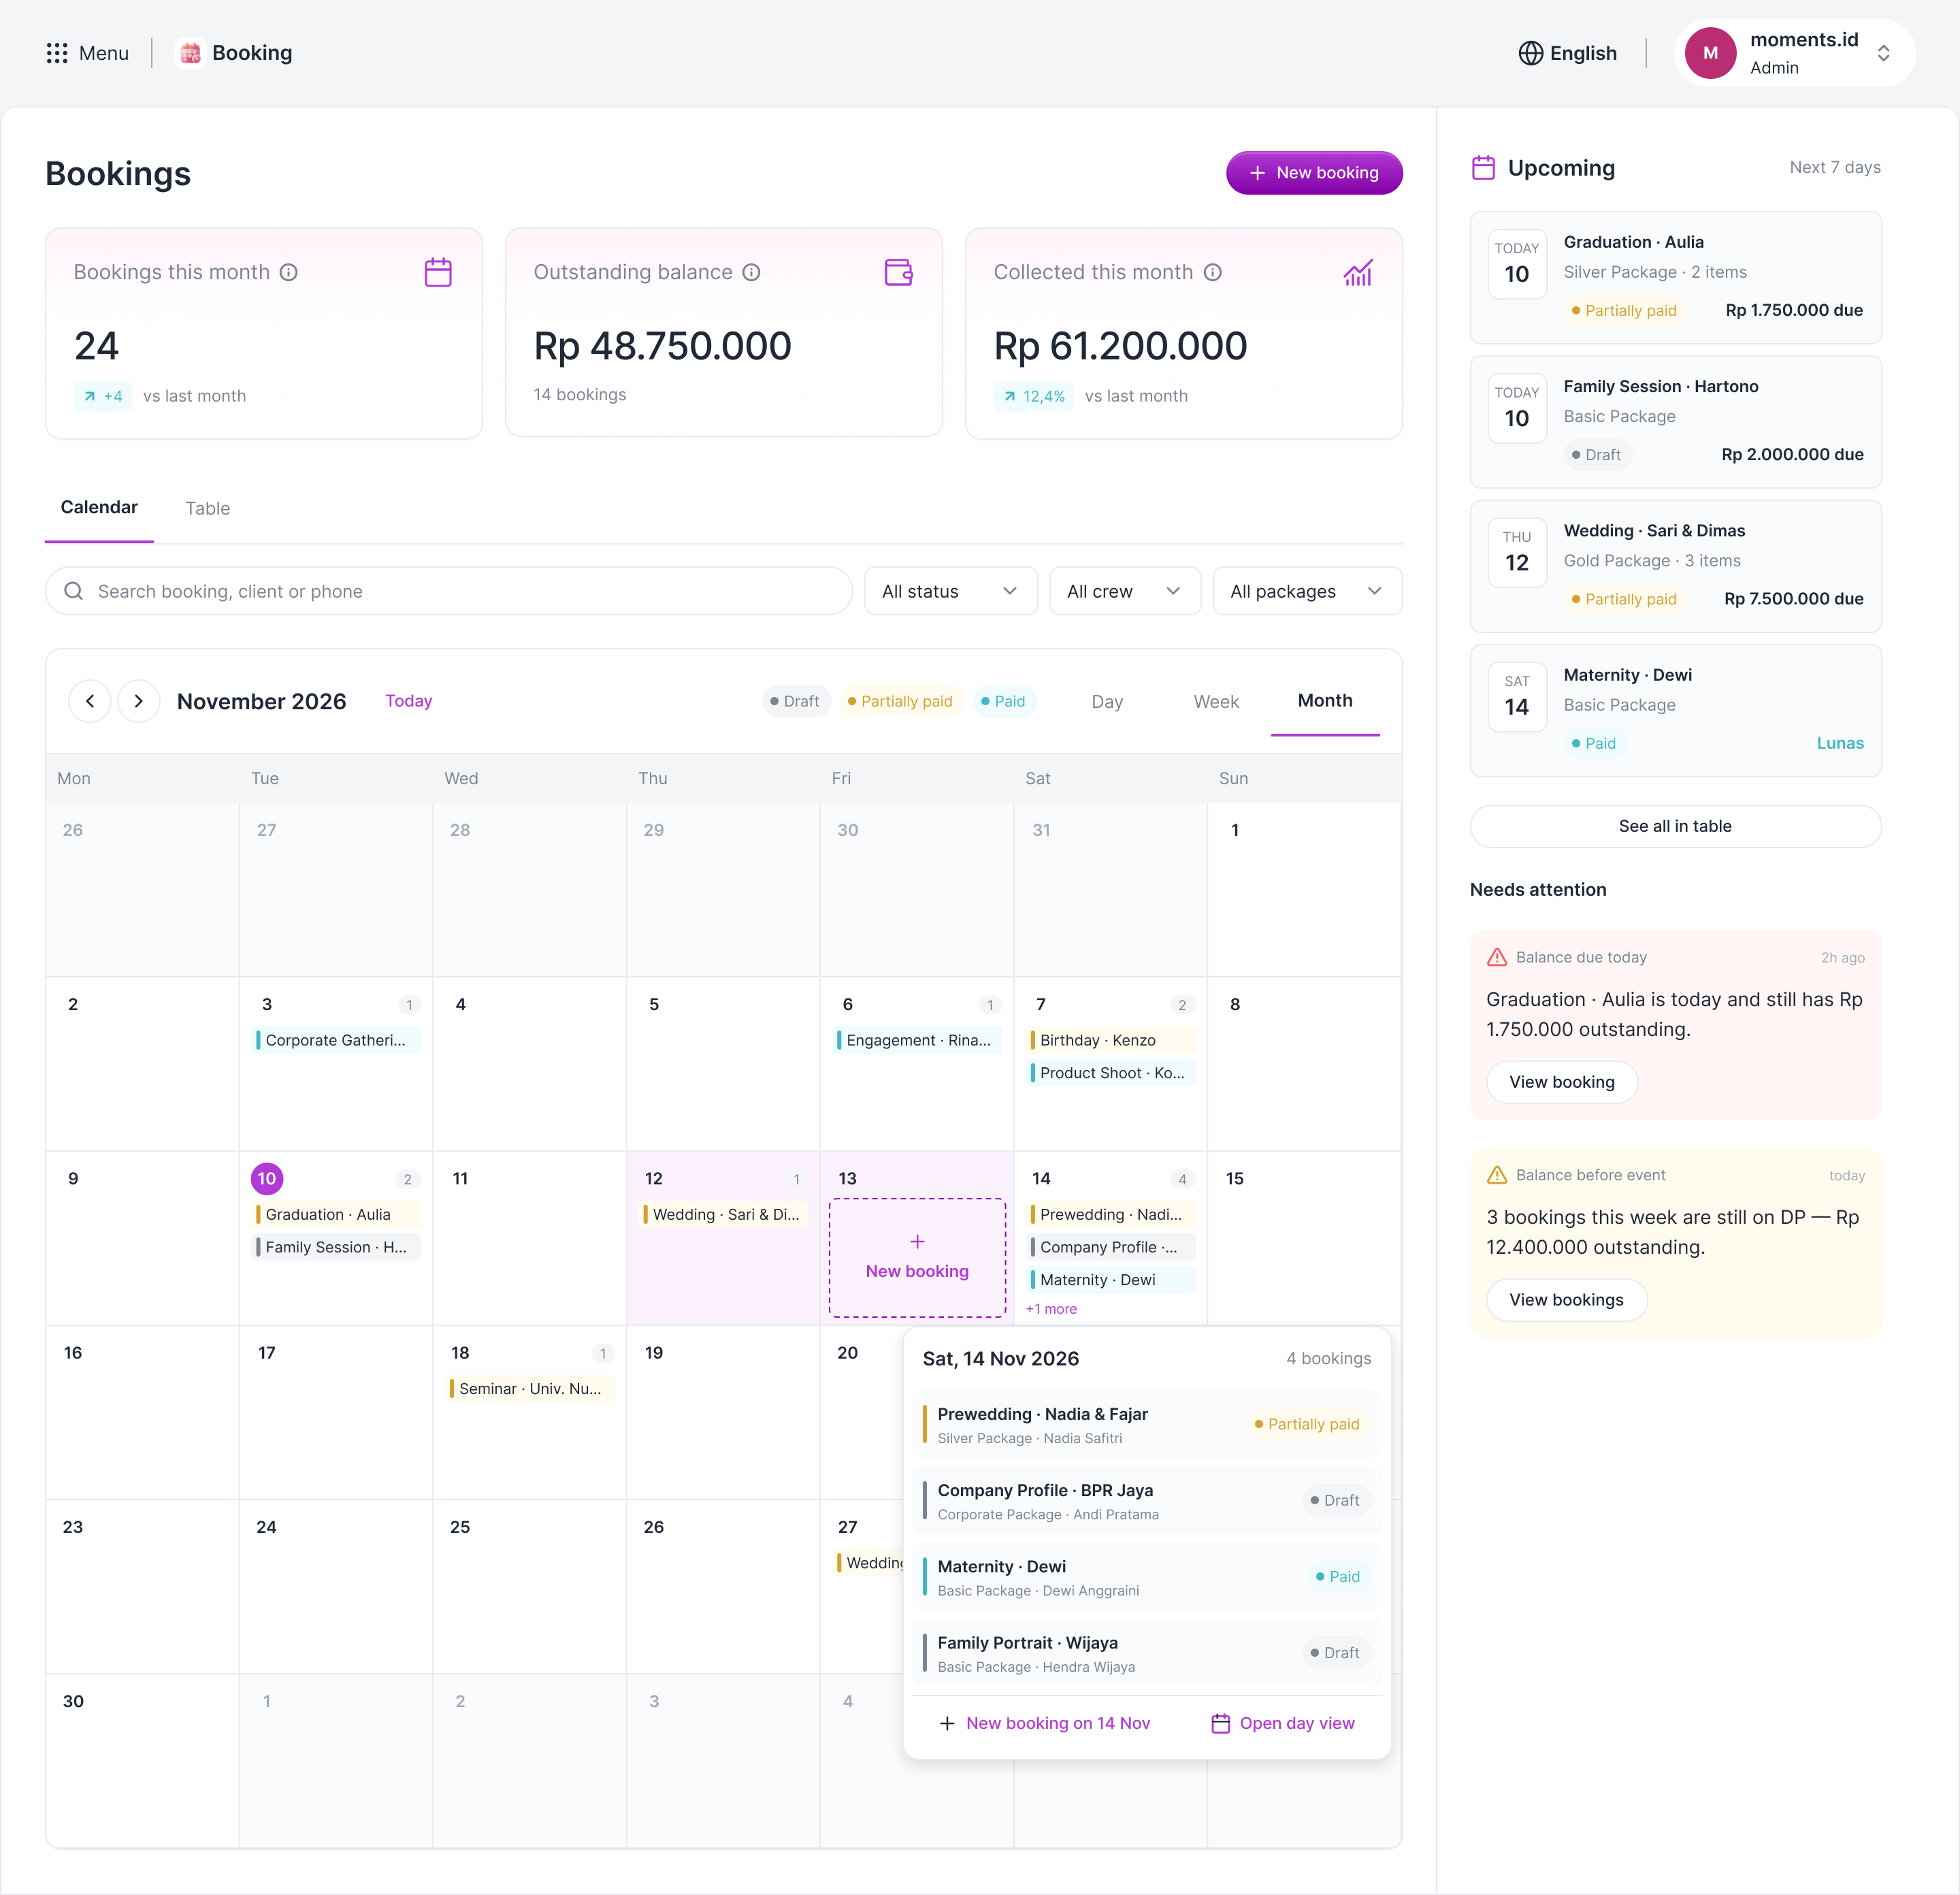 Menu
Booking
English
M
moments.id
Admin
Bookings
New booking
Bookings this month
24
+4 vs last month
Outstanding balance
Rp 48.750.000
14 bookings
Collected this month
Rp 61.200.000
12,4% vs last month
Calendar
Table
Search booking, client or phone
All status
All crew
All packages
November 2026
Today
Draft
Partially paid
Paid
Day
Week
Month
Mon
Tue
Wed
Thu
Fri
Sat
Sun
26
27
28
29
30
31
1
2
3
1
Corporate Gatheri...
4
5
6
1
Engagement · Rina...
7
2
Birthday · Kenzo
Product Shoot · Ko...
8
9
10
2
Graduation · Aulia
Family Session · H...
11
12
1
Wedding · Sari & Di...
13
New booking
14
4
Prewedding · Nadi...
Company Profile ·...
Maternity · Dewi
+1 more
15
16
17
18
1
Seminar · Univ. Nu...
19
20
23
24
25
26
27
30
1
2
3
4
Sat, 14 Nov 2026
4 bookings
Prewedding · Nadia & Fajar
Silver Package · Nadia Safitri
Partially paid
Company Profile · BPR Jaya
Corporate Package · Andi Pratama
Draft
Maternity · Dewi
Basic Package · Dewi Anggraini
Paid
Family Portrait · Wijaya
Basic Package · Hendra Wijaya
Draft
New booking on 14 Nov
Open day view
Upcoming
Next 7 days
TODAY
10
Graduation · Aulia
Silver Package · 2 items
Partially paid
Rp 1.750.000 due
TODAY
10
Family Session · Hartono
Basic Package
Draft
Rp 2.000.000 due
THU
12
Wedding · Sari & Dimas
Gold Package · 3 items
Partially paid
Rp 7.500.000 due
SAT
14
Maternity · Dewi
Basic Package
Paid
Lunas
See all in table
Needs attention
Balance due today
2h ago
Graduation · Aulia is today and still has Rp
1.750.000 outstanding.
View booking
Balance before event
today
3 bookings this week are still on DP — Rp
12.400.000 outstanding.
View bookings